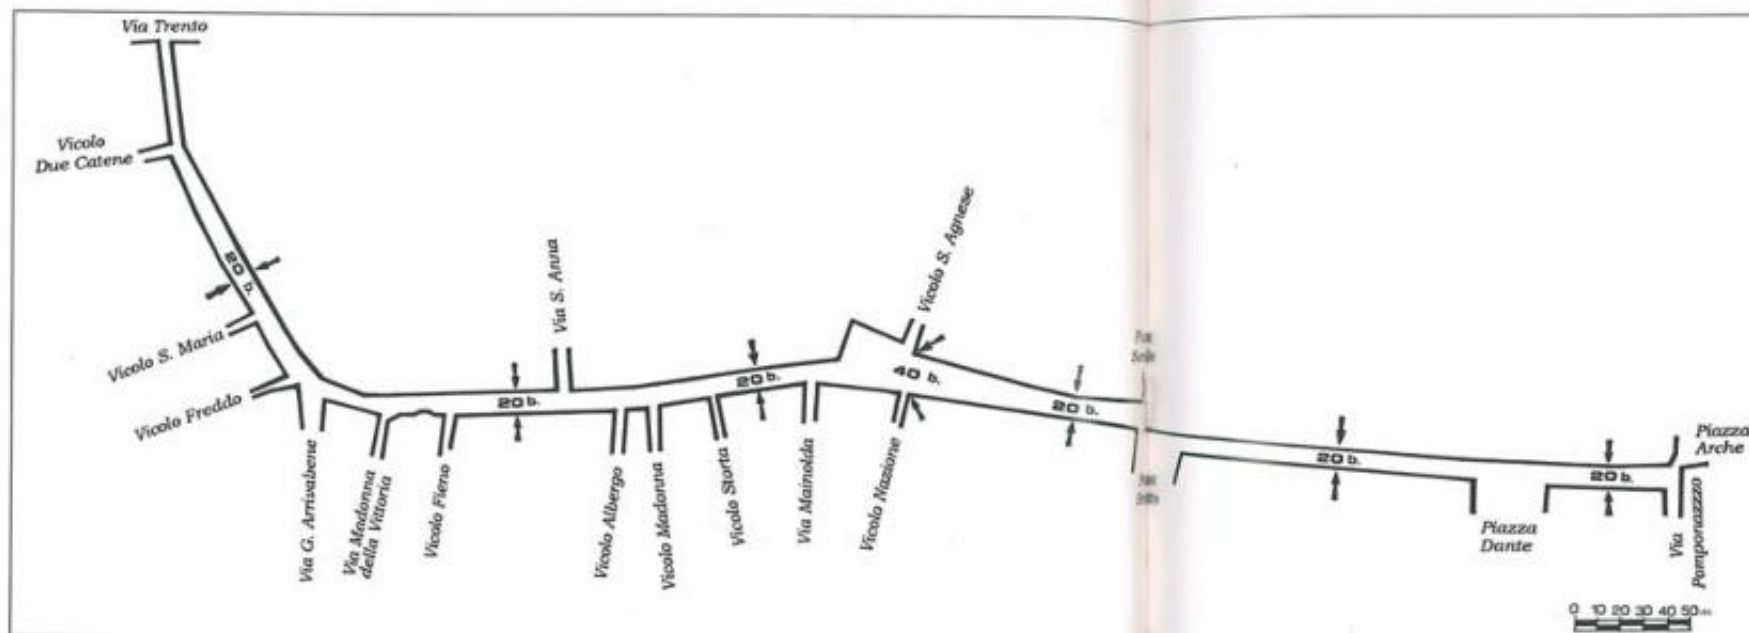 Via Trento
Vicolo
Due Catene
20 b.
Vicolo S. Maria
Vicolo Freddo
Via G. Arrivabene
Via Madonna
della Vittoria
Vicolo Fieno
20 b.
Via S. Anna
Vicolo Albergo
Vicolo Madonna
Vicolo Storta
20 b.
Via Mainolda
Vicolo Nazione
40 b.
Vicolo S. Agnese
20 b.
20 b.
Piazza
Dante
20 b.
Piazza
Arche
Via
Pomponazzo
0 10 20 30 40 50 m